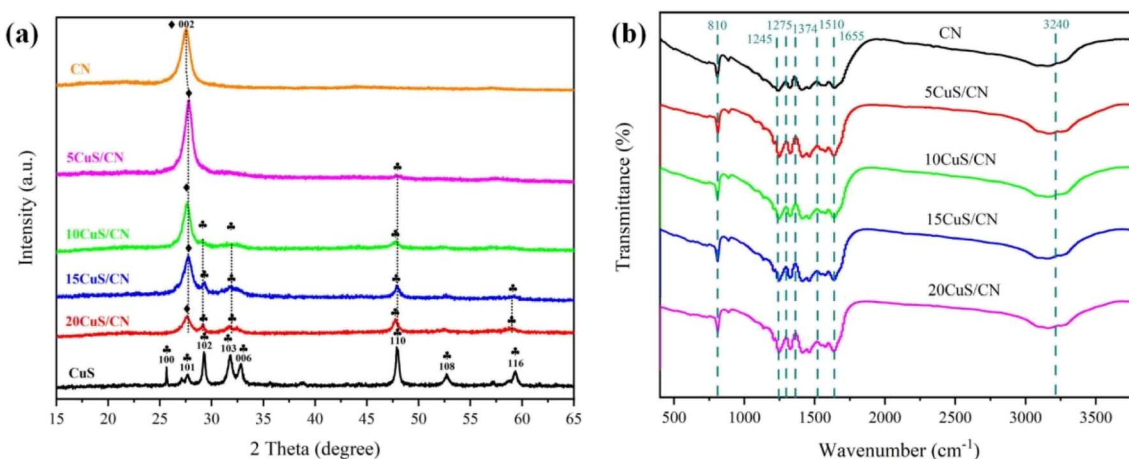 (a)
♦ 002
CN
♦
5CuS/CN
♣
♦
♣ ♣
10CuS/CN
♣
♦
♣ ♣ ♣
15CuS/CN
♣
♦
♣ ♣ ♣ ♣
20CuS/CN
♣ 102 ♣ 103 ♣ 006 ♣ 110
♣ 100 ♣ 101 ♣ 108 ♣ 116
CuS
15 20 25 30 35 40 45 50 55 60 65
2 Theta (degree)
Intensity (a.u.)
(b)
810 1275 1510 3240
1245 1374 1655
CN
5CuS/CN
10CuS/CN
15CuS/CN
20CuS/CN
500 1000 1500 2000 2500 3000 3500
Wavenumber (cm⁻¹)
Transmittance (%)